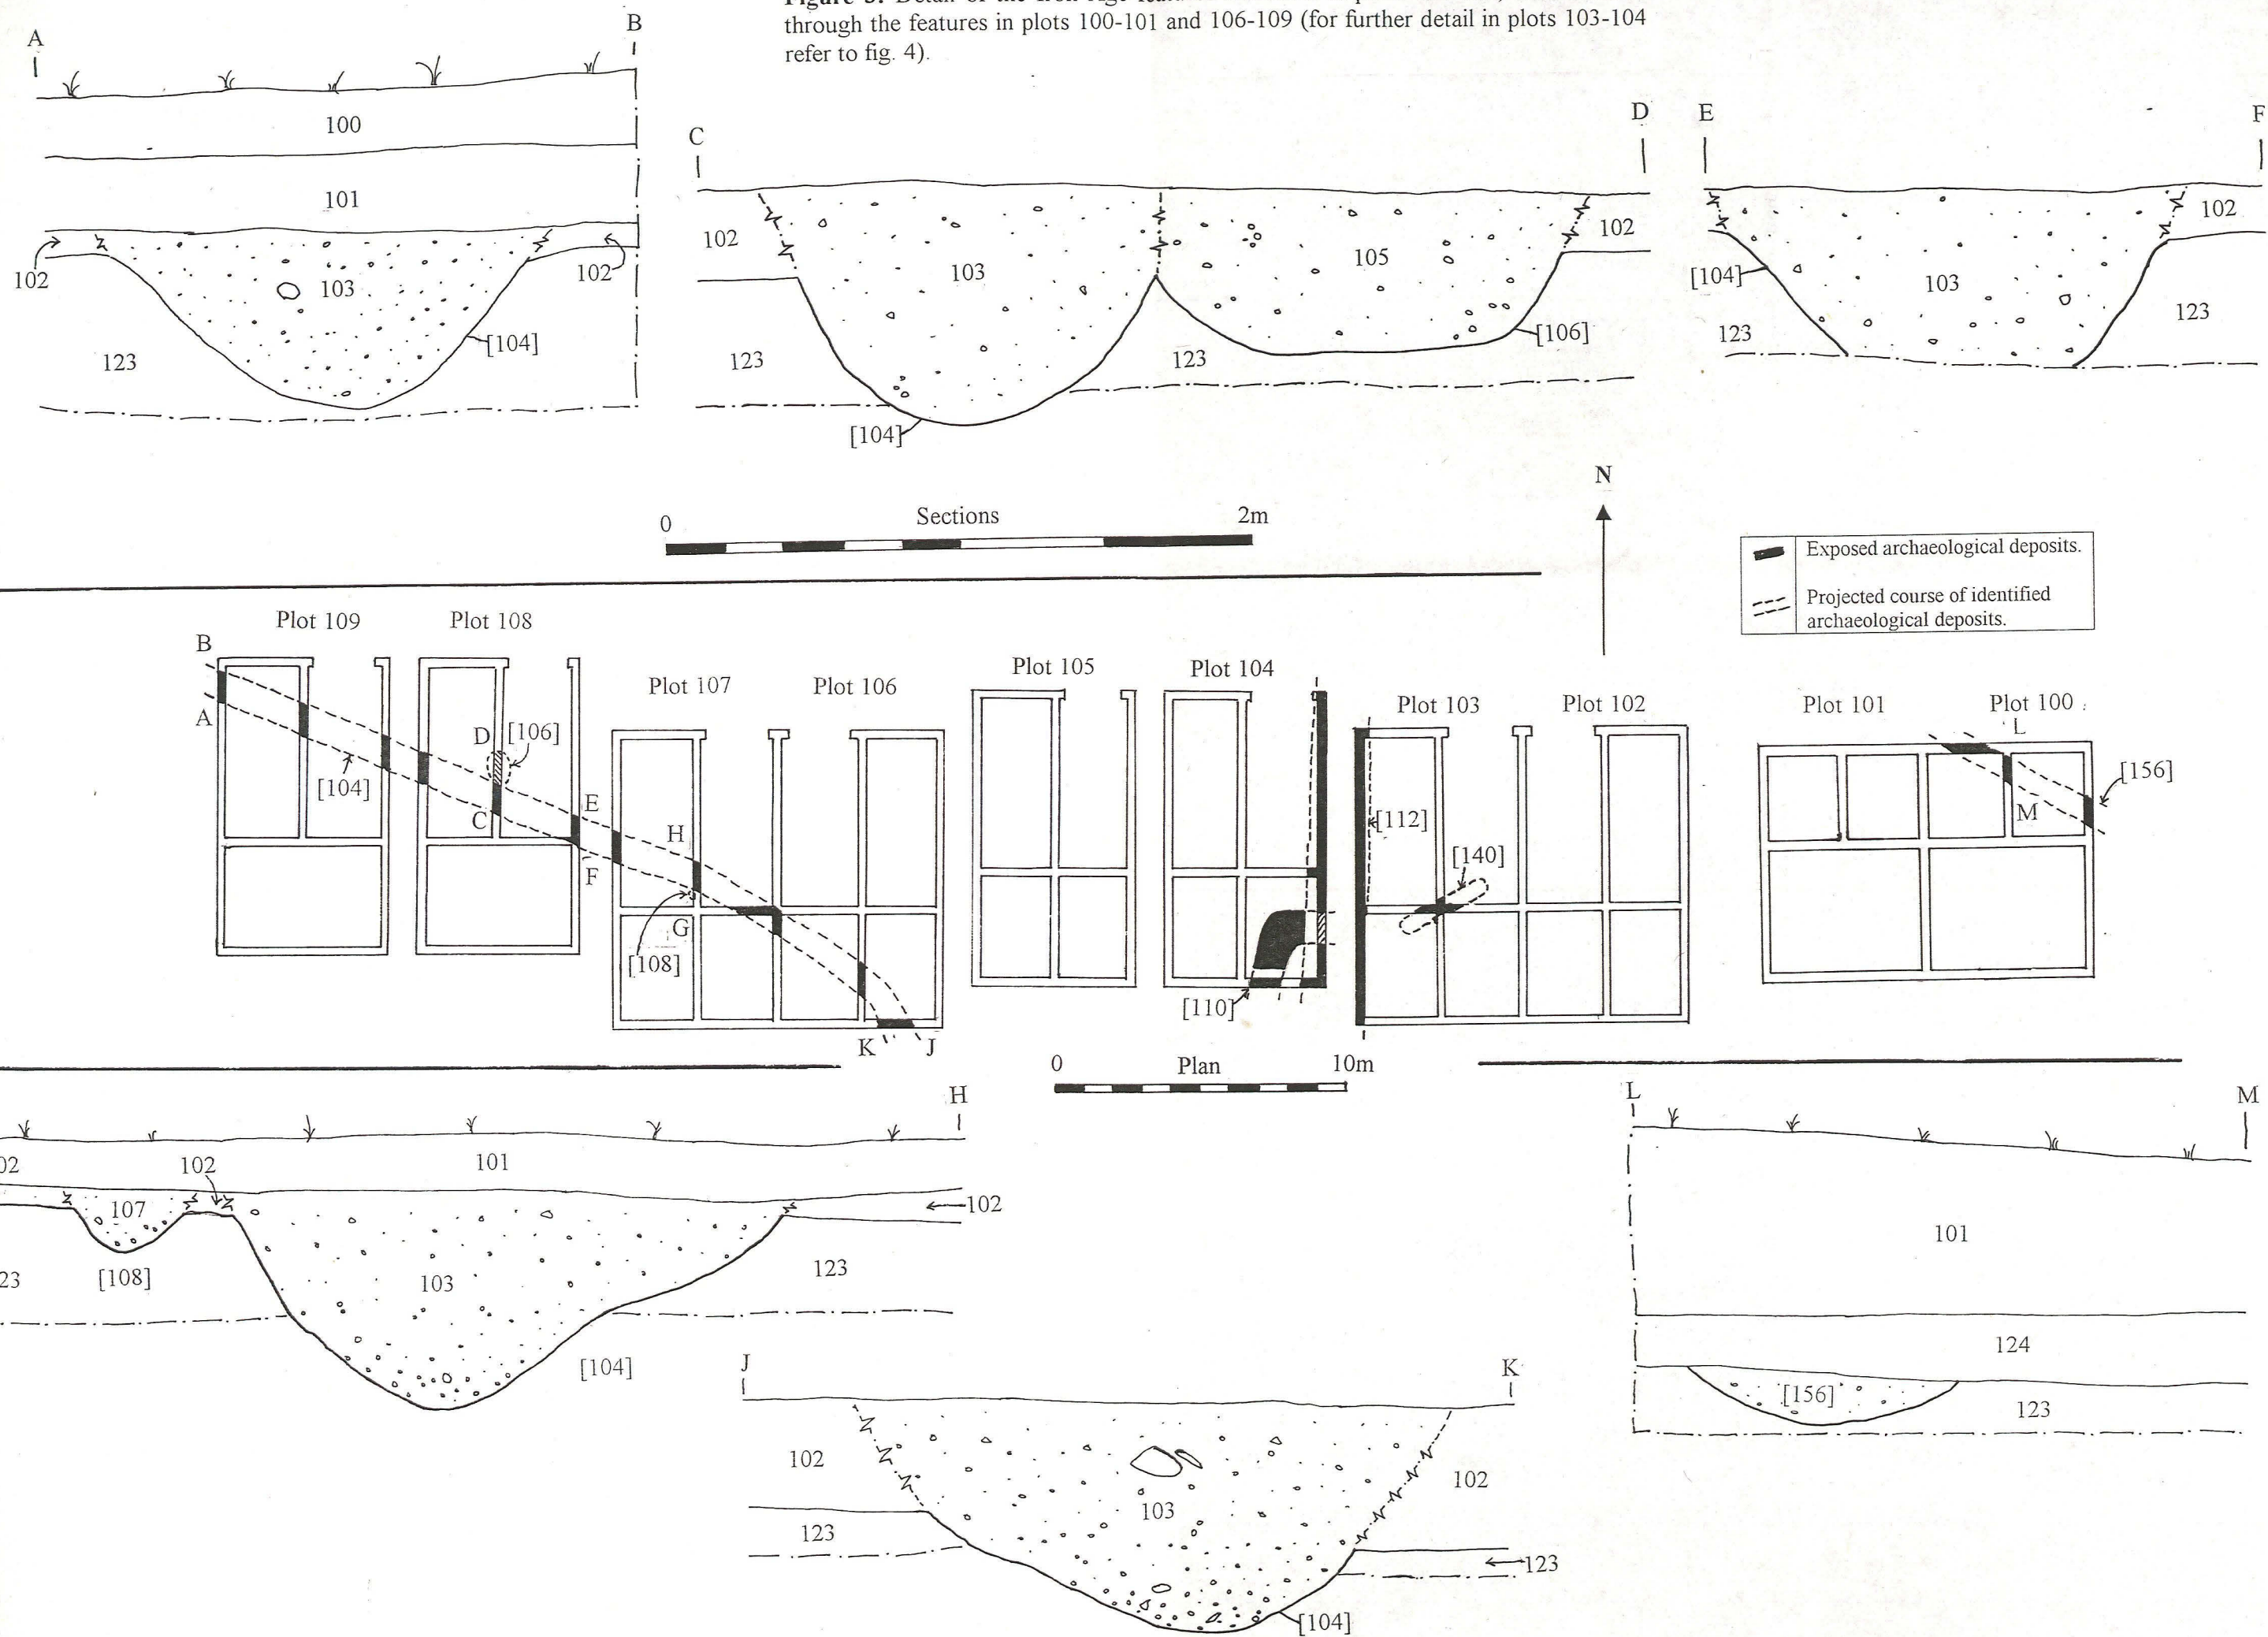 Figure 3. Detail of the Iron Age
through the features in plots 100-101 and 106-109 (for further detail in plots 103-104
refer to fig. 4).
A
B
100
101
102
103
102
[104]
123
C
D
102
103
105
102
123
[104]
123
[106]
E
F
102
[104]
103
123
123
0
Sections
2m
N
Exposed archaeological deposits.
Projected course of identified
archaeological deposits.
Plot 109
Plot 108
Plot 107
Plot 106
Plot 105
Plot 104
Plot 103
Plot 102
Plot 101
Plot 100
B
A
[104]
D
[106]
C
E
F
H
G
[108]
K
J
[110]
[112]
[140]
L
M
[156]
0
Plan
10m
H
102
101
107
102
[108]
103
123
[104]
J
K
102
103
102
123
123
[104]
L
M
101
124
[156]
123